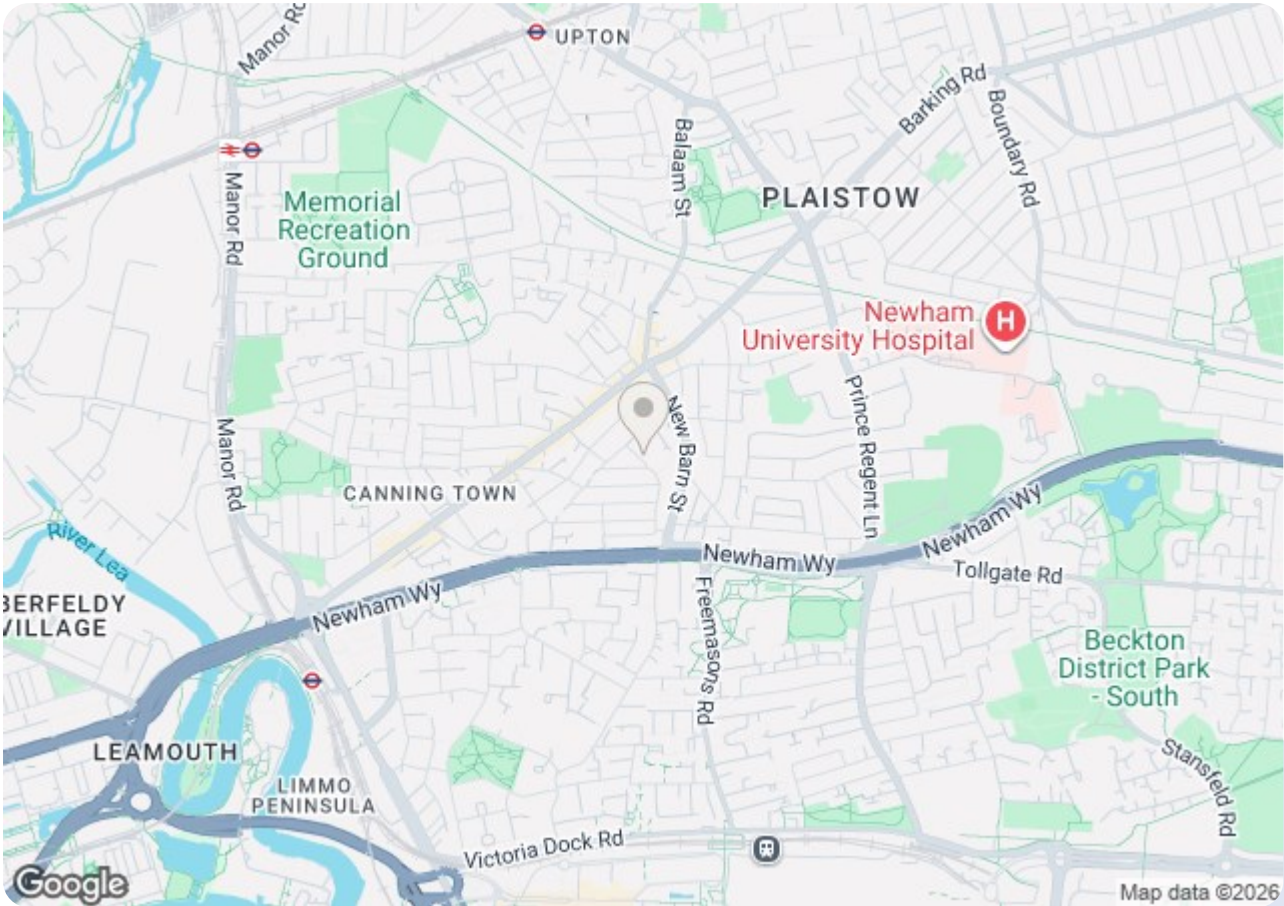 Manor Rd
UPTON
Barking Rd
Boundary Rd
Balaam St
PLAISTOW
Manor Rd
Memorial
Recreation
Ground
Newham
University Hospital
H
Prince Regent Ln
New Barn St
Manor Rd
CANNING TOWN
River Lea
Newham Wy
Newham Wy
Tollgate Rd
Newham Wy
BERFELDY
VILLAGE
Freemasons Rd
Beckton
District Park
- South
LEAMOUTH
LIMMO
PENINSULA
Stansfeld Rd
Victoria Dock Rd
Google
Map data ©2026